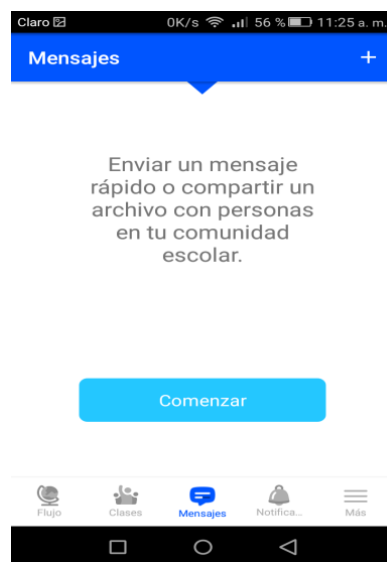 Claro 0K/s 56 % 11:25 a. m.
Mensajes +
Enviar un mensaje
rápido o compartir un
archivo con personas
en tu comunidad
escolar.
Comenzar
Flujo Clases Mensajes Notifica... Más